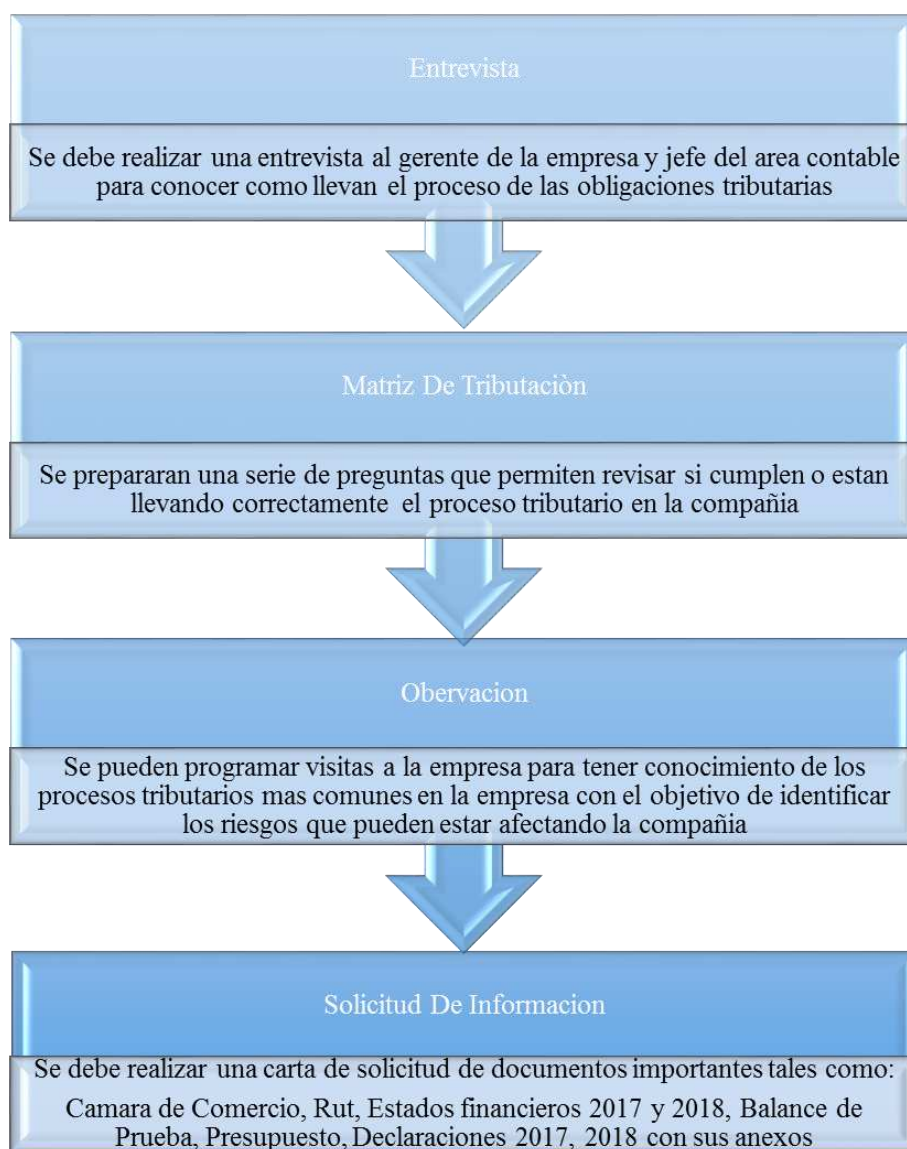 Entrevista
Se debe realizar una entrevista al gerente de la empresa y jefe del area contable
para conocer como llevan el proceso de las obligaciones tributarias
Matriz De Tributaciòn
Se prepararan una serie de preguntas que permiten revisar si cumplen o estan
llevando correctamente el proceso tributario en la compañia
Obervacion
Se pueden programar visitas a la empresa para tener conocimiento de los
procesos tributarios mas comunes en la empresa con el objetivo de identificar
los riesgos que pueden estar afectando la compañia
Solicitud De Informacion
Se debe realizar una carta de solicitud de documentos importantes tales como:
Camara de Comercio, Rut, Estados financieros 2017 y 2018, Balance de
Prueba, Presupuesto, Declaraciones 2017, 2018 con sus anexos